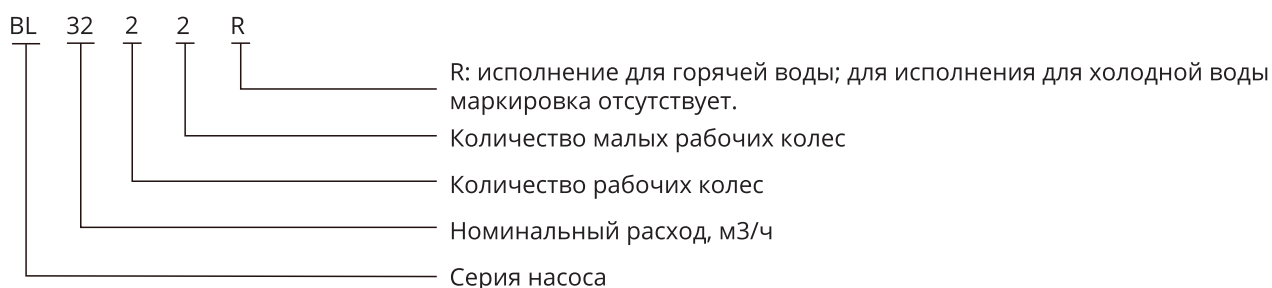 BL 32 2 2 R
R: исполнение для горячей воды; для исполнения для холодной воды
маркировка отсутствует.
Количество малых рабочих колес
Количество рабочих колес
Номинальный расход, м3/ч
Серия насоса